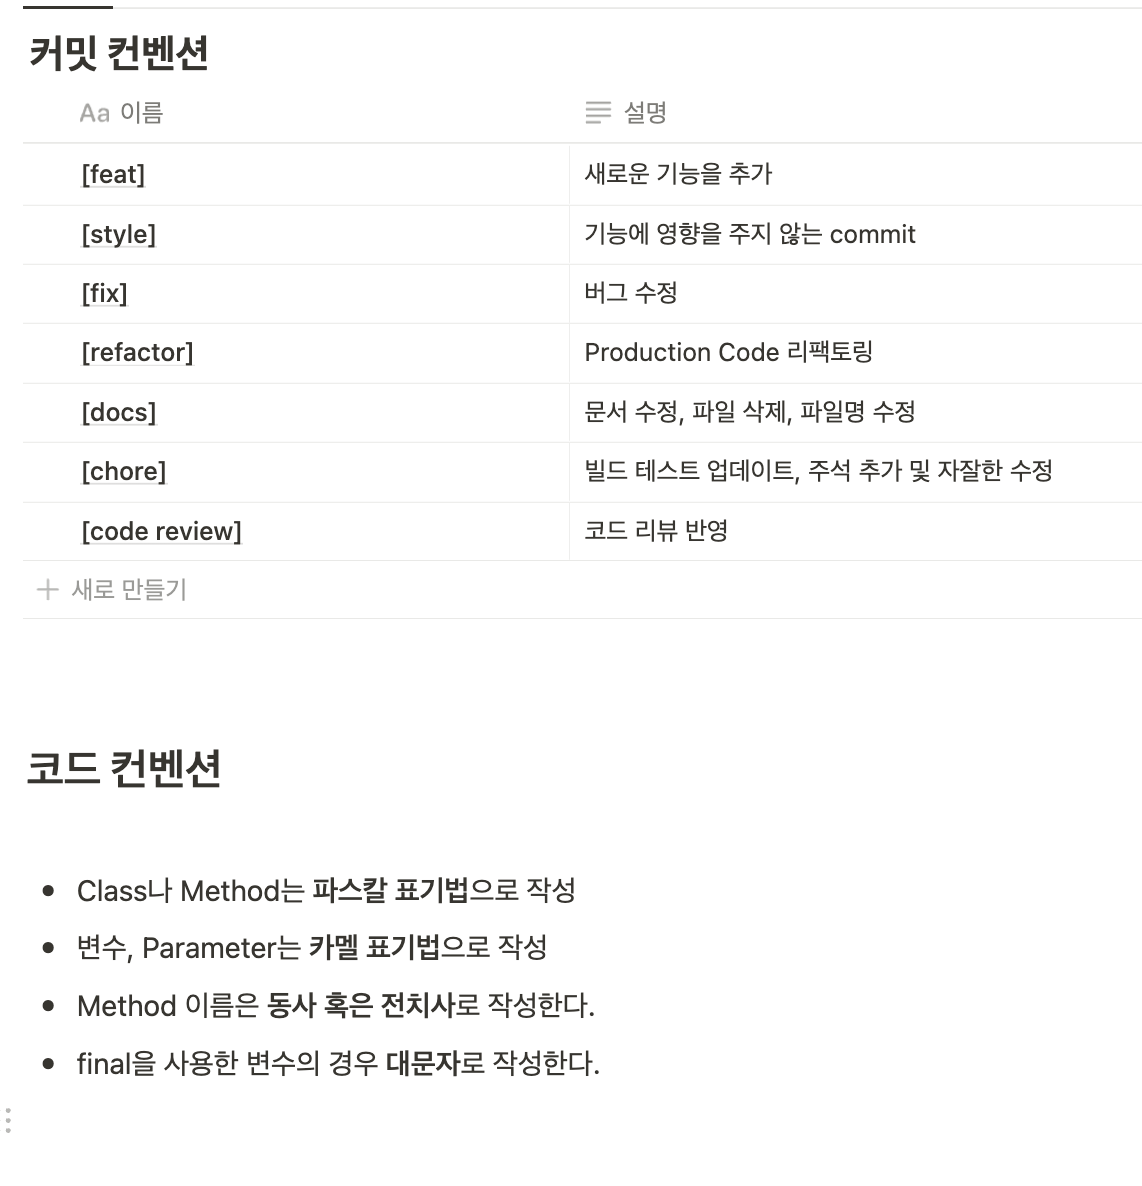 커밋 컨벤션
Aa 이름 설명
[feat] 새로운 기능을 추가
[style] 기능에 영향을 주지 않는 commit
[fix] 버그 수정
[refactor] Production Code 리팩토링
[docs] 문서 수정, 파일 삭제, 파일명 수정
[chore] 빌드 테스트 업데이트, 주석 추가 및 자잘한 수정
[code review] 코드 리뷰 반영
+ 새로 만들기
코드 컨벤션
• Class나 Method는 파스칼 표기법으로 작성
• 변수, Parameter는 카멜 표기법으로 작성
• Method 이름은 동사 혹은 전치사로 작성한다.
• final을 사용한 변수의 경우 대문자로 작성한다.